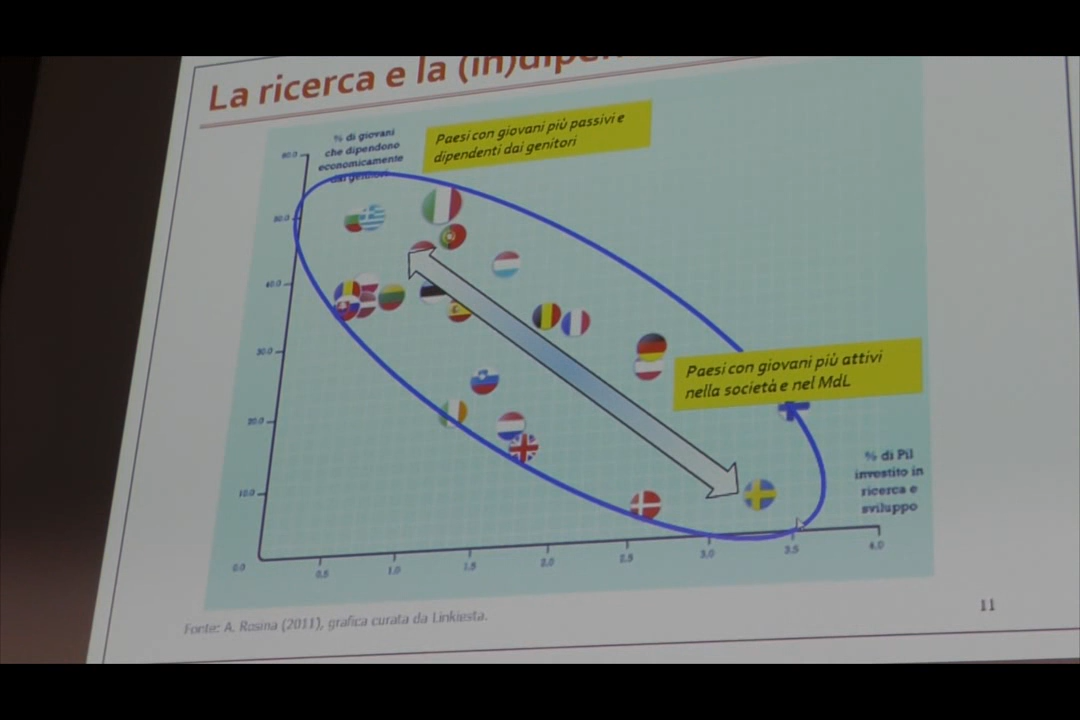 La ricerca e la (in)dipen
% di giovani
che dipendono
economicamente
dai genitori
Paesi con giovani più passivi e
dipendenti dai genitori
60.0
50.0
40.0
30.0
20.0
10.0
0.0
Paesi con giovani più attivi
nella società e nel MdL
% di Pil
investito in
ricerca e
sviluppo
0.5 1.0 1.5 2.0 2.5 3.0 3.5 4.0
Fonte: A. Rosina (2011), grafica curata da Linkiesta.
11